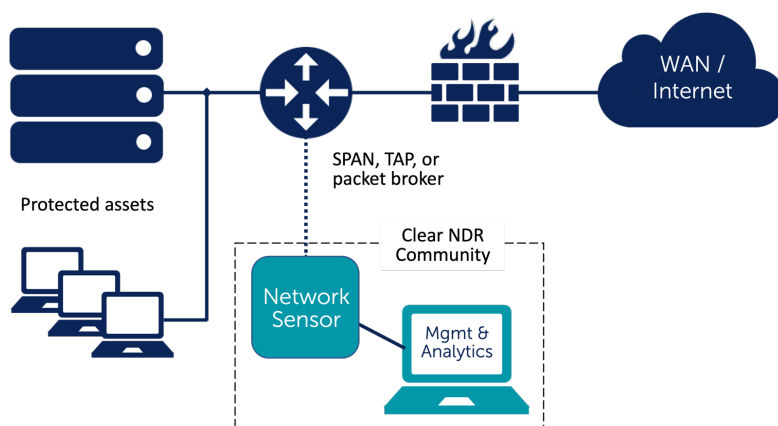 WAN /
Internet
SPAN, TAP, or
packet broker
Protected assets
Clear NDR
Community
Network
Sensor
Mgmt &
Analytics